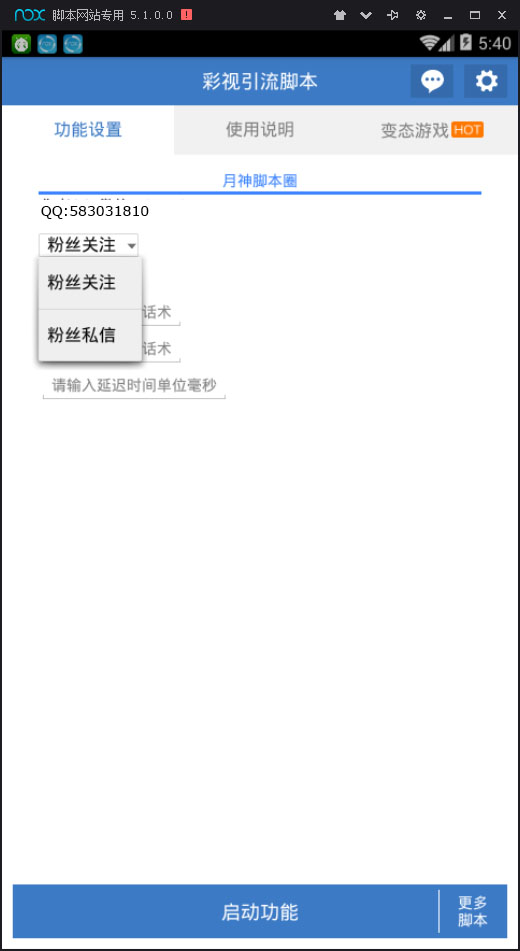 nox 脚本网站专用 5.1.0.0
5:40
彩视引流脚本
功能设置 使用说明 变态游戏 HOT
月神脚本圈
QQ:583031810
粉丝关注
粉丝关注
话术
粉丝私信
话术
请输入延迟时间单位毫秒
启动功能
更多
脚本